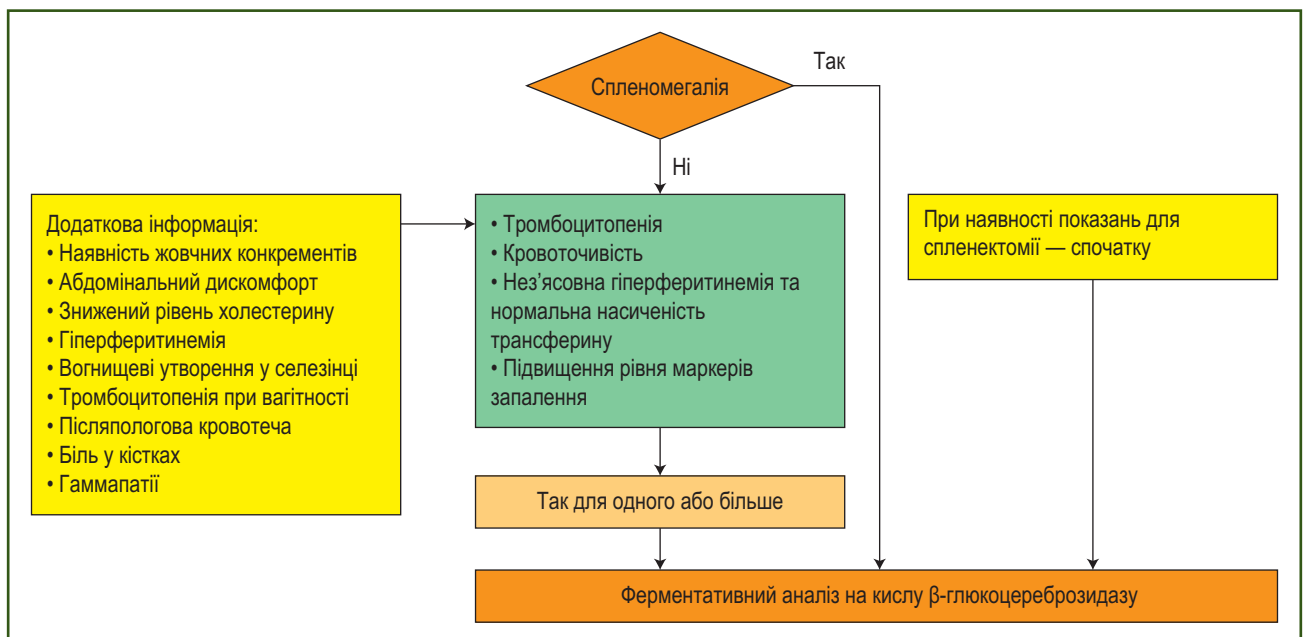 Спленомегалія
Так
Ні
Додаткова інформація:
• Наявність жовчних конкрементів
• Абдомінальний дискомфорт
• Знижений рівень холестерину
• Гіперферитинемія
• Вогнищеві утворення у селезінці
• Тромбоцитопенія при вагітності
• Післяпологова кровотеча
• Біль у кістках
• Гаммапатії
• Тромбоцитопенія
• Кровоточивість
• Нез’ясовна гіперферитинемія та
нормальна насиченість
трансферину
• Підвищення рівня маркерів
запалення
При наявності показань для
спленектомії — спочатку
Так для одного або більше
Ферментативний аналіз на кислу β-глюкоцереброзидазу